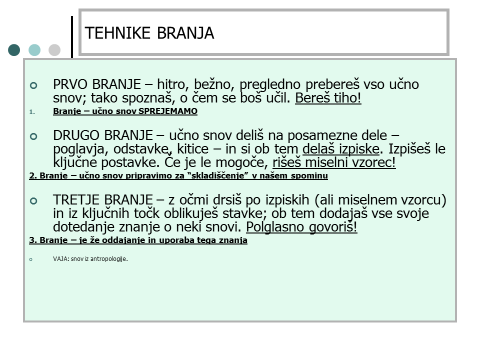 TEHNIKE BRANJA
PRVO BRANJE – hitro, bežno, pregledno prebereš vso učno
snov; tako spoznaš, o čem se boš učil. Bereš tiho!
1. Branje – učno snov SPREJEMAMO
DRUGO BRANJE – učno snov deliš na posamezne dele –
poglavja, odstavke, kitice – in si ob tem delaš izpiske. Izpišeš le
ključne postavke. Če je le mogoče, rišeš miselni vzorec!
2. Branje – učno snov pripravimo za "skladiščenje" v našem spominu
TRETJE BRANJE – z očmi drsiš po izpiskih (ali miselnem vzorcu)
in iz ključnih točk oblikuješ stavke; ob tem dodajaš vse svoje
dotedanje znanje o neki snovi. Polglasno govoriš!
3. Branje – je že oddajanje in uporaba tega znanja
VAJA: snov iz antropologije.